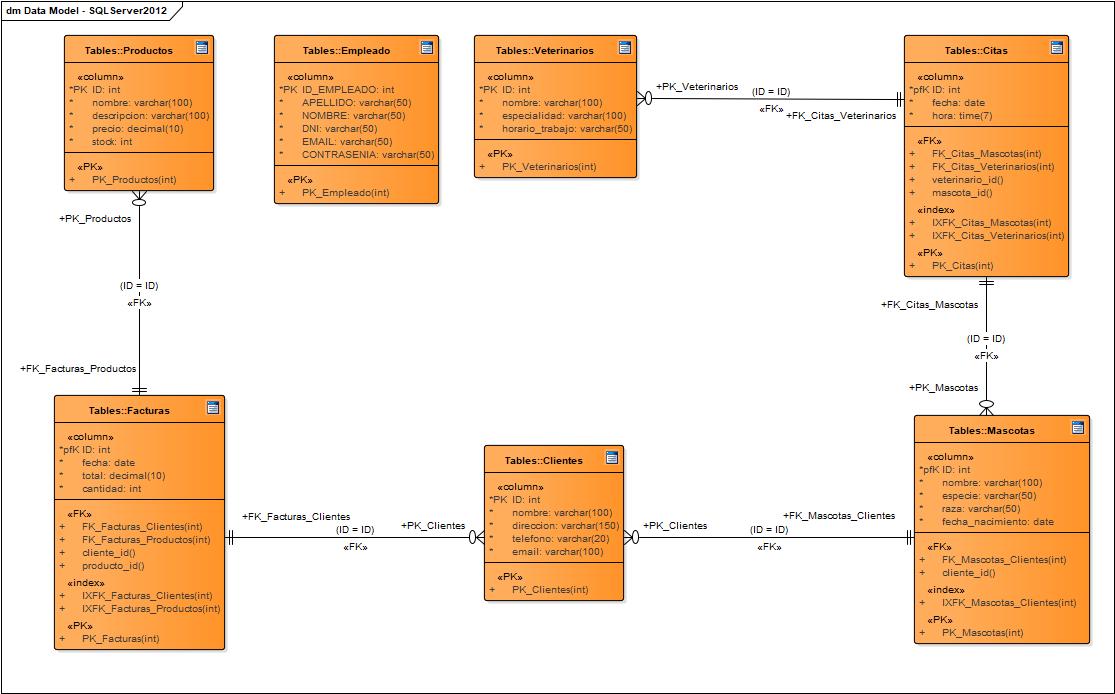 dm Data Model - SQLServer2012
Tables::Productos
«column»
*PK ID: int
* nombre: varchar(100)
* descripcion: varchar(100)
* precio: decimal(10)
* stock: int
«PK»
+ PK_Productos(int)
Tables::Empleado
«column»
*PK ID_EMPLEADO: int
* APELLIDO: varchar(50)
* NOMBRE: varchar(50)
* DNI: varchar(50)
* EMAIL: varchar(50)
* CONTRASENIA: varchar(50)
«PK»
+ PK_Empleado(int)
Tables::Veterinarios
«column»
*PK ID: int
* nombre: varchar(100)
* especialidad: varchar(100)
* horario_trabajo: varchar(50)
«PK»
+ PK_Veterinarios(int)
+PK_Veterinarios
(ID = ID)
«FK»
+FK_Citas_Veterinarios
Tables::Citas
«column»
*pfK ID: int
* fecha: date
* hora: time(7)
«FK»
+ FK_Citas_Mascotas(int)
+ FK_Citas_Veterinarios(int)
+ veterinario_id()
+ mascota_id()
«index»
+ IXFK_Citas_Mascotas(int)
+ IXFK_Citas_Veterinarios(int)
«PK»
+ PK_Citas(int)
+PK_Productos
(ID = ID)
«FK»
+FK_Facturas_Productos
+FK_Citas_Mascotas
(ID = ID)
«FK»
+PK_Mascotas
Tables::Facturas
«column»
*pfK ID: int
* fecha: date
* total: decimal(10)
* cantidad: int
«FK»
+ FK_Facturas_Clientes(int)
+ FK_Facturas_Productos(int)
+ cliente_id()
+ producto_id()
«index»
+ IXFK_Facturas_Clientes(int)
+ IXFK_Facturas_Productos(int)
«PK»
+ PK_Facturas(int)
+FK_Facturas_Clientes
(ID = ID)
«FK»
+PK_Clientes
Tables::Clientes
«column»
*PK ID: int
* nombre: varchar(100)
* direccion: varchar(150)
* telefono: varchar(20)
* email: varchar(100)
«PK»
+ PK_Clientes(int)
+PK_Clientes
(ID = ID)
«FK»
+FK_Mascotas_Clientes
Tables::Mascotas
«column»
*pfK ID: int
* nombre: varchar(100)
* especie: varchar(50)
* raza: varchar(50)
* fecha_nacimiento: date
«FK»
+ FK_Mascotas_Clientes(int)
+ cliente_id()
«index»
+ IXFK_Mascotas_Clientes(int)
«PK»
+ PK_Mascotas(int)